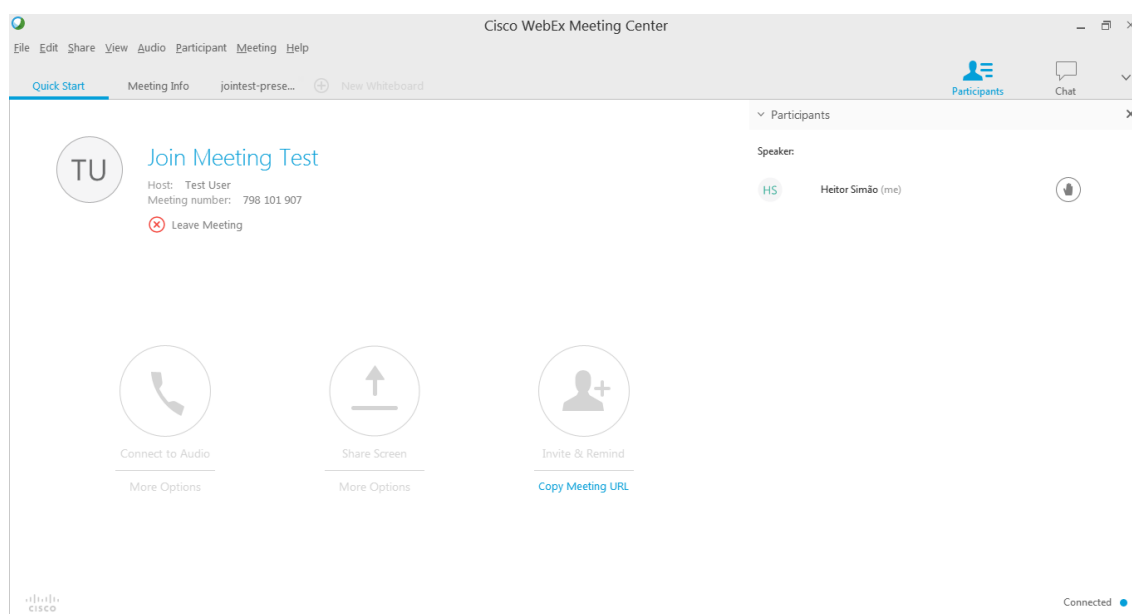 Cisco WebEx Meeting Center
File Edit Share View Audio Participant Meeting Help
Quick Start Meeting Info jointest-prese... New Whiteboard
Participants Chat
Participants
Speaker:
HS Heitor Simão (me)
TU
Join Meeting Test
Host: Test User
Meeting number: 798 101 907
Leave Meeting
Connect to Audio Share Screen Invite & Remind
More Options More Options Copy Meeting URL
CISCO
Connected